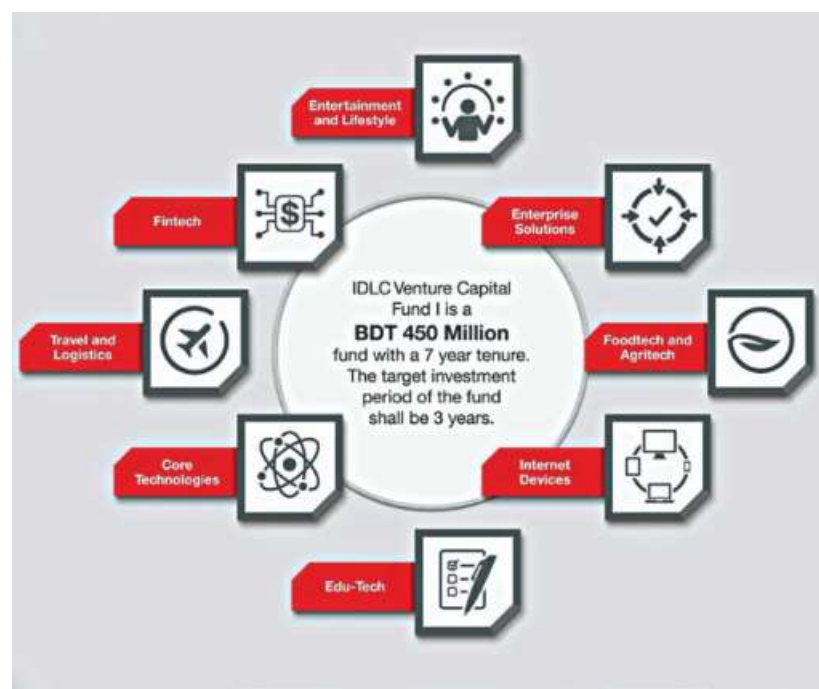 Entertainment
and Lifestyle
Fintech
$
Enterprise
Solutions
IDLC Venture Capital
Fund I is a
BDT 450 Million
fund with a 7 year tenure.
The target investment
period of the fund
shall be 3 years.
Travel and
Logistics
Foodtech and
Agritech
Core
Technologies
Internet
Devices
Edu-Tech